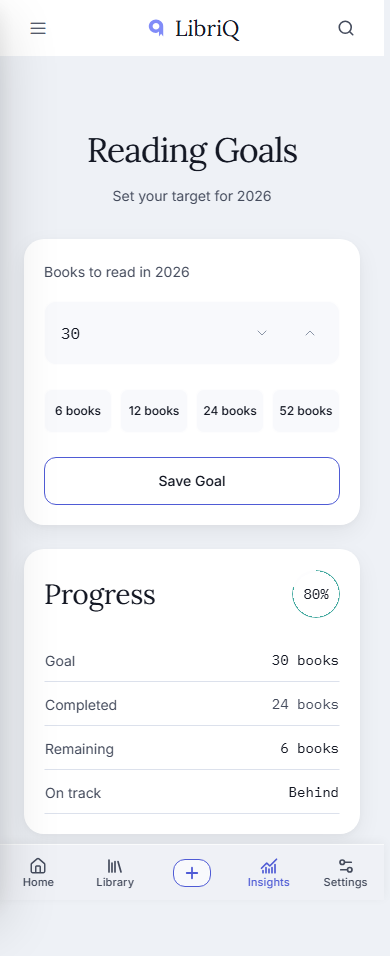 LibriQ
Reading Goals
Set your target for 2026
Books to read in 2026
30
6 books 12 books 24 books 52 books
Save Goal
Progress 80%
Goal 30 books
Completed 24 books
Remaining 6 books
On track Behind
Home Library Insights Settings